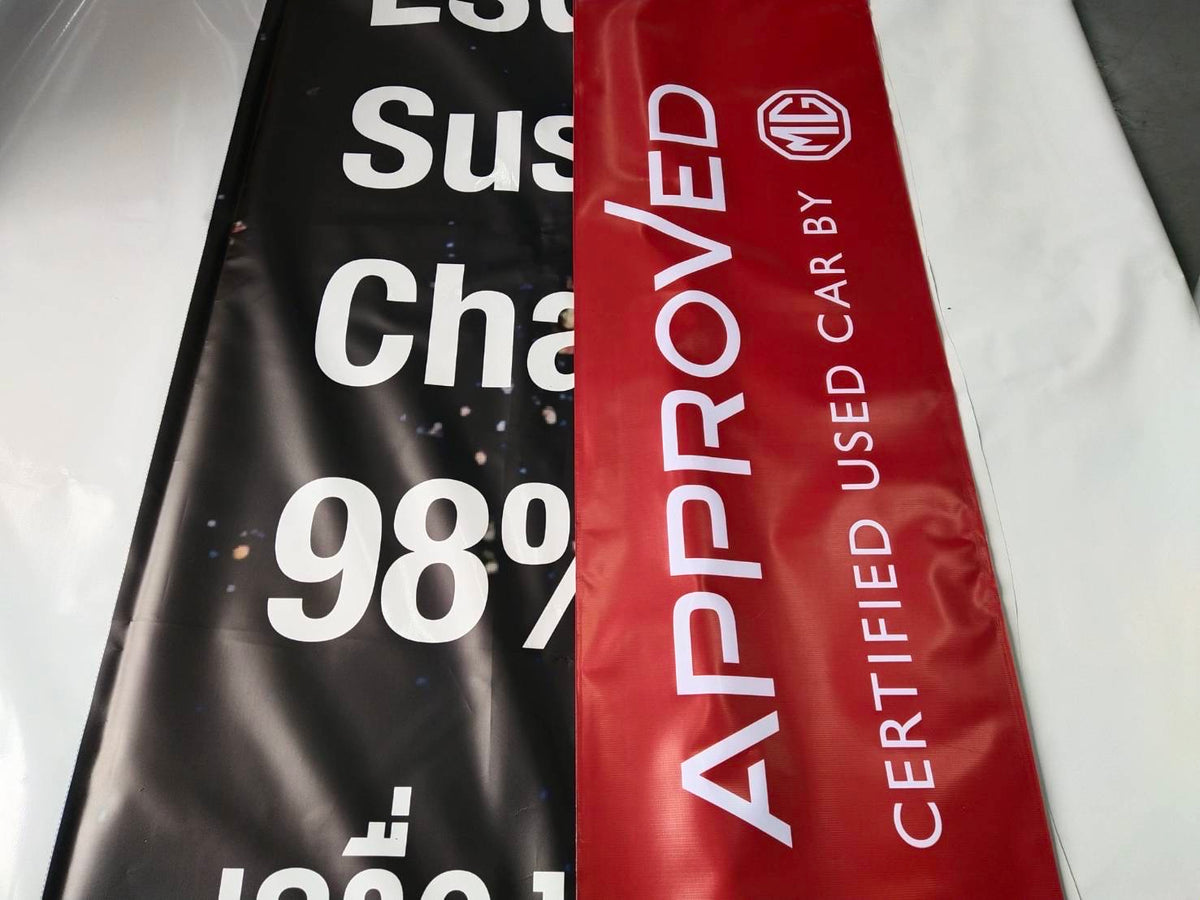 Sus
Cha
98%
APPROVED
CERTIFIED USED CAR BY
MG